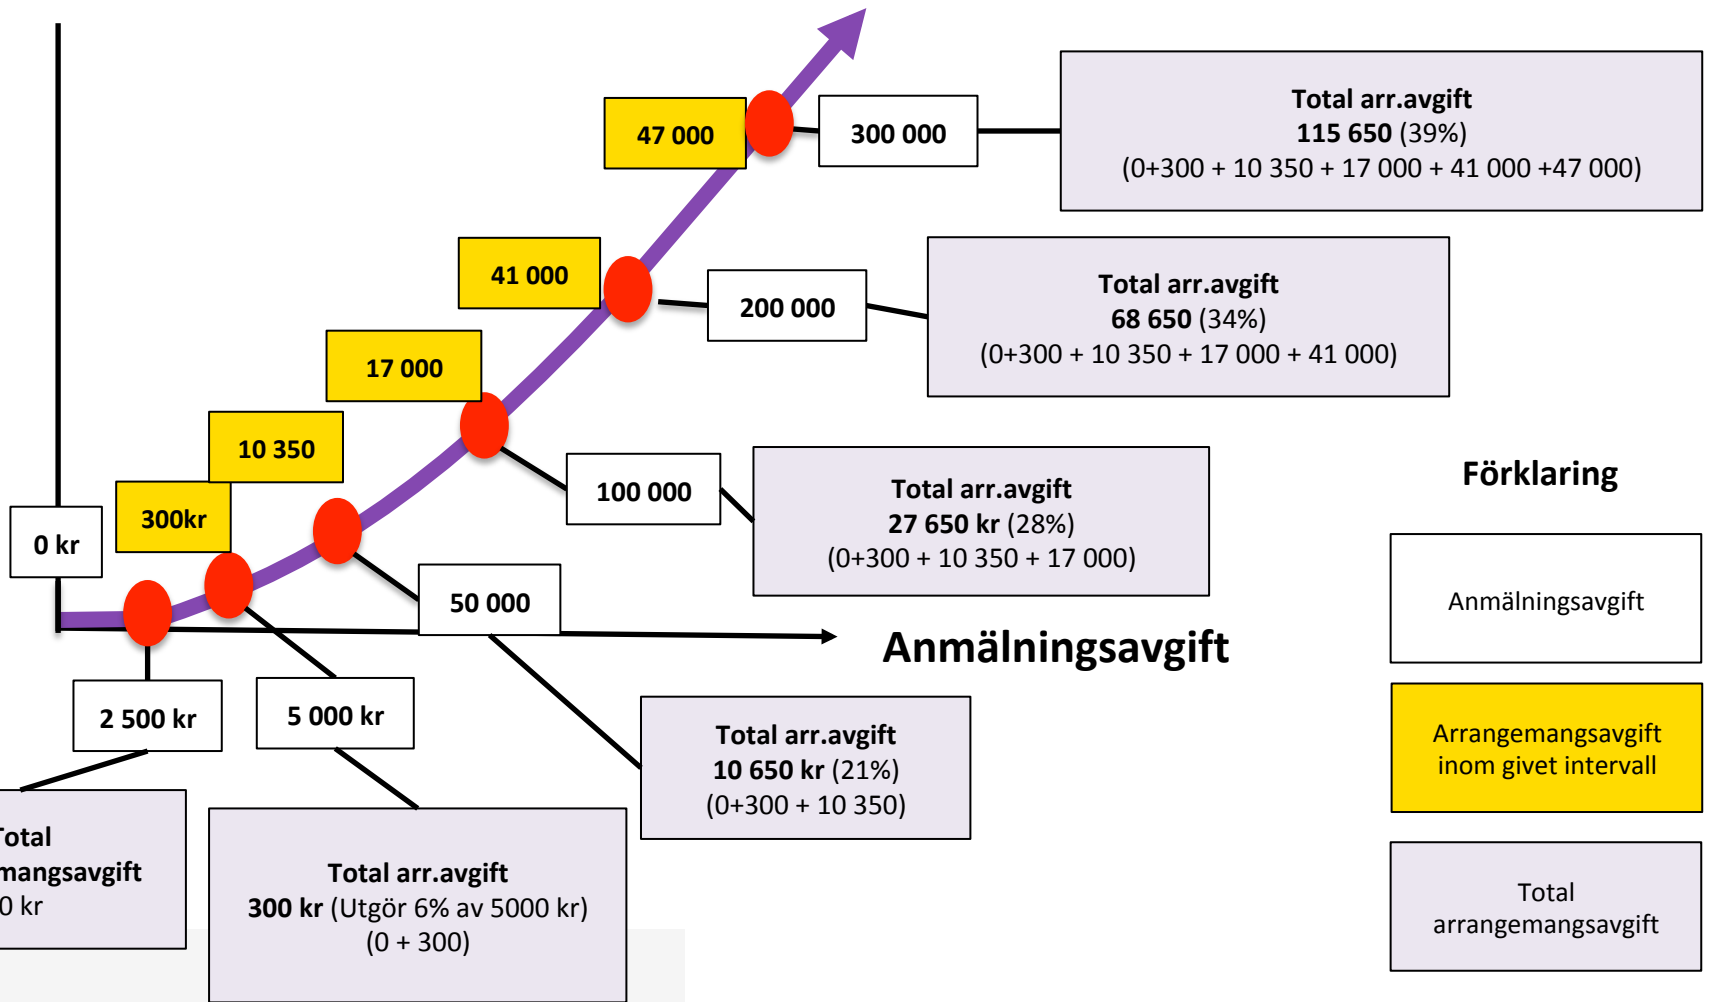 47 000
300 000
Total arr.avgift
115 650 (39%)
(0+300 + 10 350 + 17 000 + 41 000 +47 000)
41 000
200 000
Total arr.avgift
68 650 (34%)
(0+300 + 10 350 + 17 000 + 41 000)
17 000
10 350
100 000
Total arr.avgift
27 650 kr (28%)
(0+300 + 10 350 + 17 000)
300kr
0 kr
50 000
Anmälningsavgift
2 500 kr
5 000 kr
Total arr.avgift
10 650 kr (21%)
(0+300 + 10 350)
Total
mangsavgift
0 kr
Total arr.avgift
300 kr (Utgör 6% av 5000 kr)
(0 + 300)
Förklaring
Anmälningsavgift
Arrangemangsavgift
inom givet intervall
Total
arrangemangsavgift